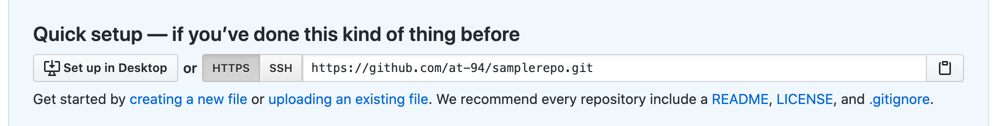 Quick setup — if you’ve done this kind of thing before
Set up in Desktop or HTTPS SSH https://github.com/at-94/samplerepo.git
Get started by creating a new file or uploading an existing file. We recommend every repository include a README, LICENSE, and .gitignore.